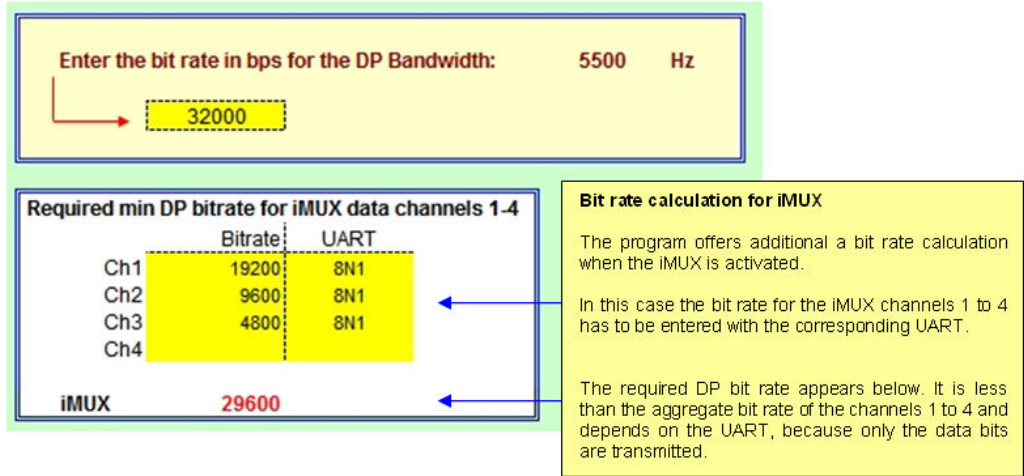 Enter the bit rate in bps for the DP Bandwidth: 5500 Hz
32000
Required min DP bitrate for iMUX data channels 1-4
Bitrate UART
Ch1 19200 8N1
Ch2 9600 8N1
Ch3 4800 8N1
Ch4
iMUX 29600
Bit rate calculation for iMUX
The program offers additional a bit rate calculation
when the iMUX is activated.
In this case the bit rate for the iMUX channels 1 to 4
has to be entered with the corresponding UART.
The required DP bit rate appears below. It is less
than the aggregate bit rate of the channels 1 to 4 and
depends on the UART, because only the data bits
are transmitted.